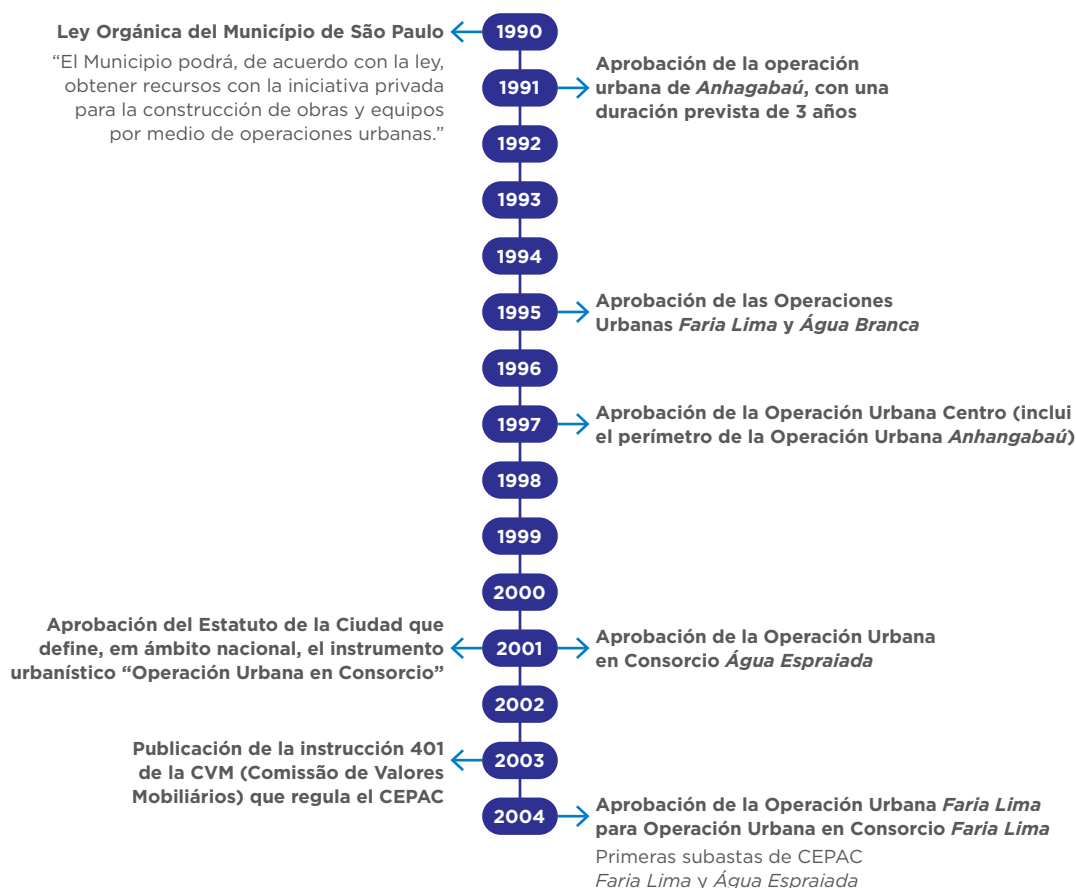 Ley Orgánica del Município de São Paulo
“El Municipio podrá, de acuerdo con la ley,
obtener recursos con la iniciativa privada
para la construcción de obras y equipos
por medio de operaciones urbanas.”
1990
1991
Aprobación de la operación
urbana de Anhagabaú, con una
duración prevista de 3 años
1992
1993
1994
1995
Aprobación de las Operaciones
Urbanas Faria Lima y Água Branca
1996
1997
Aprobación de la Operación Urbana Centro (inclui
el perímetro de la Operación Urbana Anhangabaú)
1998
1999
2000
Aprobación del Estatuto de la Ciudad que
define, em ámbito nacional, el instrumento
urbanístico “Operación Urbana en Consorcio”
2001
Aprobación de la Operación Urbana
en Consorcio Água Espraiada
2002
Publicación de la instrucción 401
de la CVM (Comissão de Valores
Mobiliários) que regula el CEPAC
2003
2004
Aprobación de la Operación Urbana Faria Lima
para Operación Urbana en Consorcio Faria Lima
Primeras subastas de CEPAC
Faria Lima y Água Espraiada